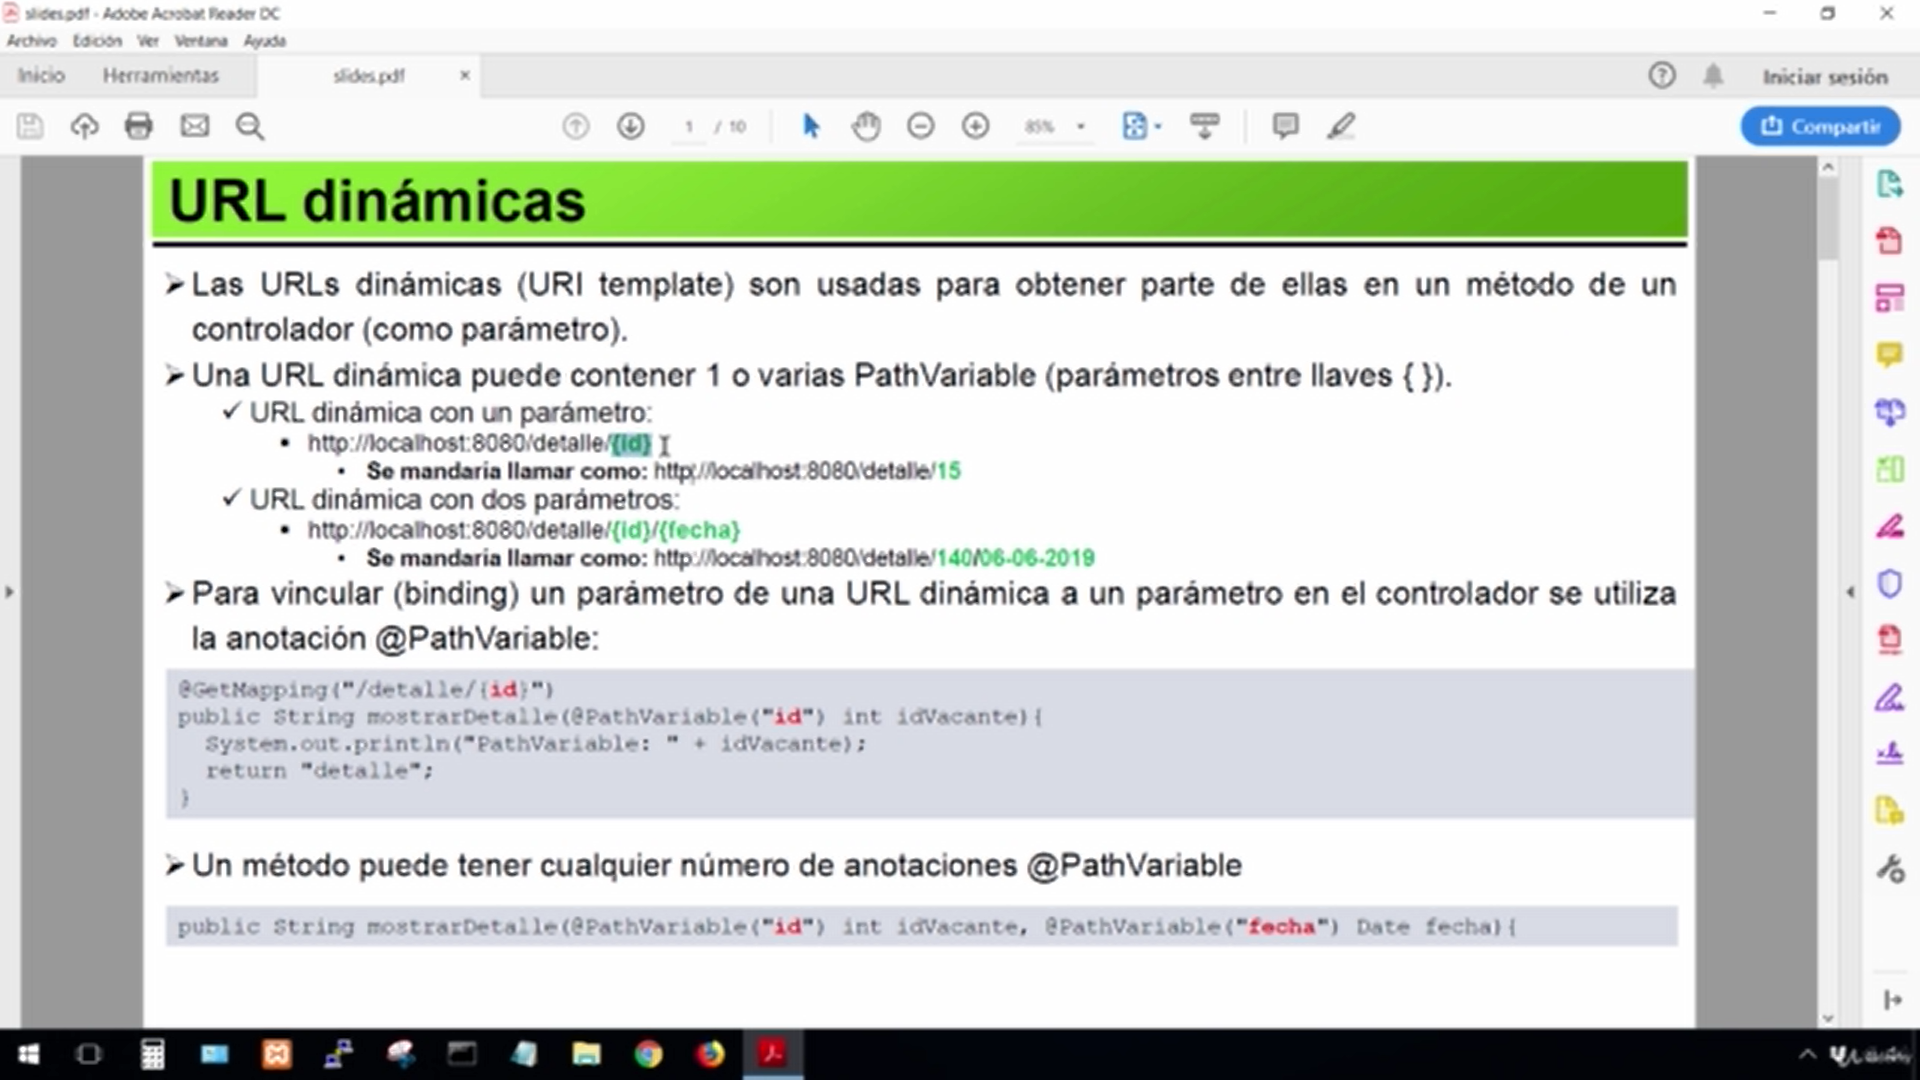 slides.pdf - Adobe Acrobat Reader DC
Archivo Edición Ver Ventana Ayuda
Inicio Herramientas slides.pdf Iniciar sesión
1 / 10 85% Compartir
URL dinámicas
Las URLs dinámicas (URI template) son usadas para obtener parte de ellas en un método de un
controlador (como parámetro).
Una URL dinámica puede contener 1 o varias PathVariable (parámetros entre llaves { }).
URL dinámica con un parámetro:
http://localhost:8080/detalle/{id}
Se mandaría llamar como: http://localhost:8080/detalle/15
URL dinámica con dos parámetros:
http://localhost:8080/detalle/{id}/{fecha}
Se mandaría llamar como: http://localhost:8080/detalle/140/06-06-2019
Para vincular (binding) un parámetro de una URL dinámica a un parámetro en el controlador se utiliza
la anotación @PathVariable:
@GetMapping("/detalle/{id}")
public String mostrarDetalle(@PathVariable("id") int idVacante){
System.out.println("PathVariable: " + idVacante);
return "detalle";
}
Un método puede tener cualquier número de anotaciones @PathVariable
public String mostrarDetalle(@PathVariable("id") int idVacante, @PathVariable("fecha") Date fecha){